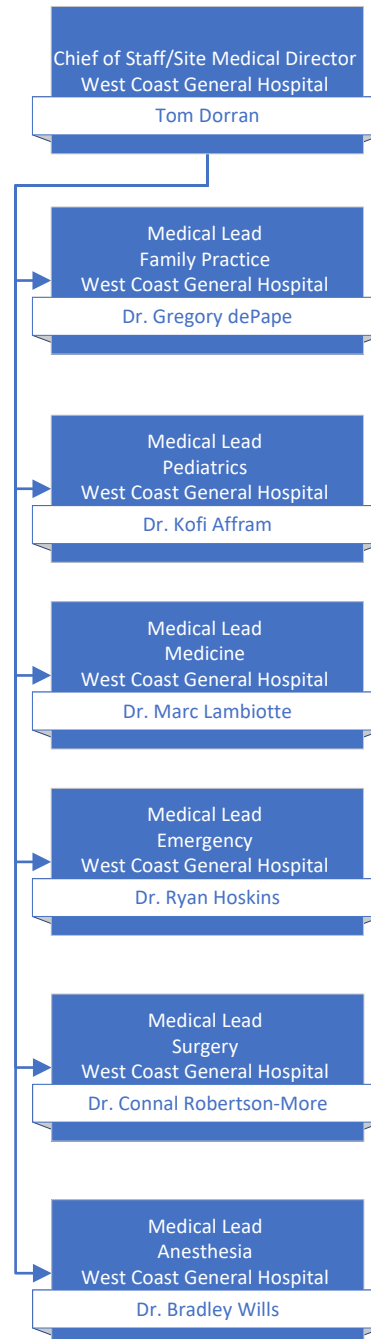 Chief of Staff/Site Medical Director
West Coast General Hospital
Tom Dorran
Medical Lead
Family Practice
West Coast General Hospital
Dr. Gregory dePape
Medical Lead
Pediatrics
West Coast General Hospital
Dr. Kofi Affram
Medical Lead
Medicine
West Coast General Hospital
Dr. Marc Lambiotte
Medical Lead
Emergency
West Coast General Hospital
Dr. Ryan Hoskins
Medical Lead
Surgery
West Coast General Hospital
Dr. Connal Robertson-More
Medical Lead
Anesthesia
West Coast General Hospital
Dr. Bradley Wills